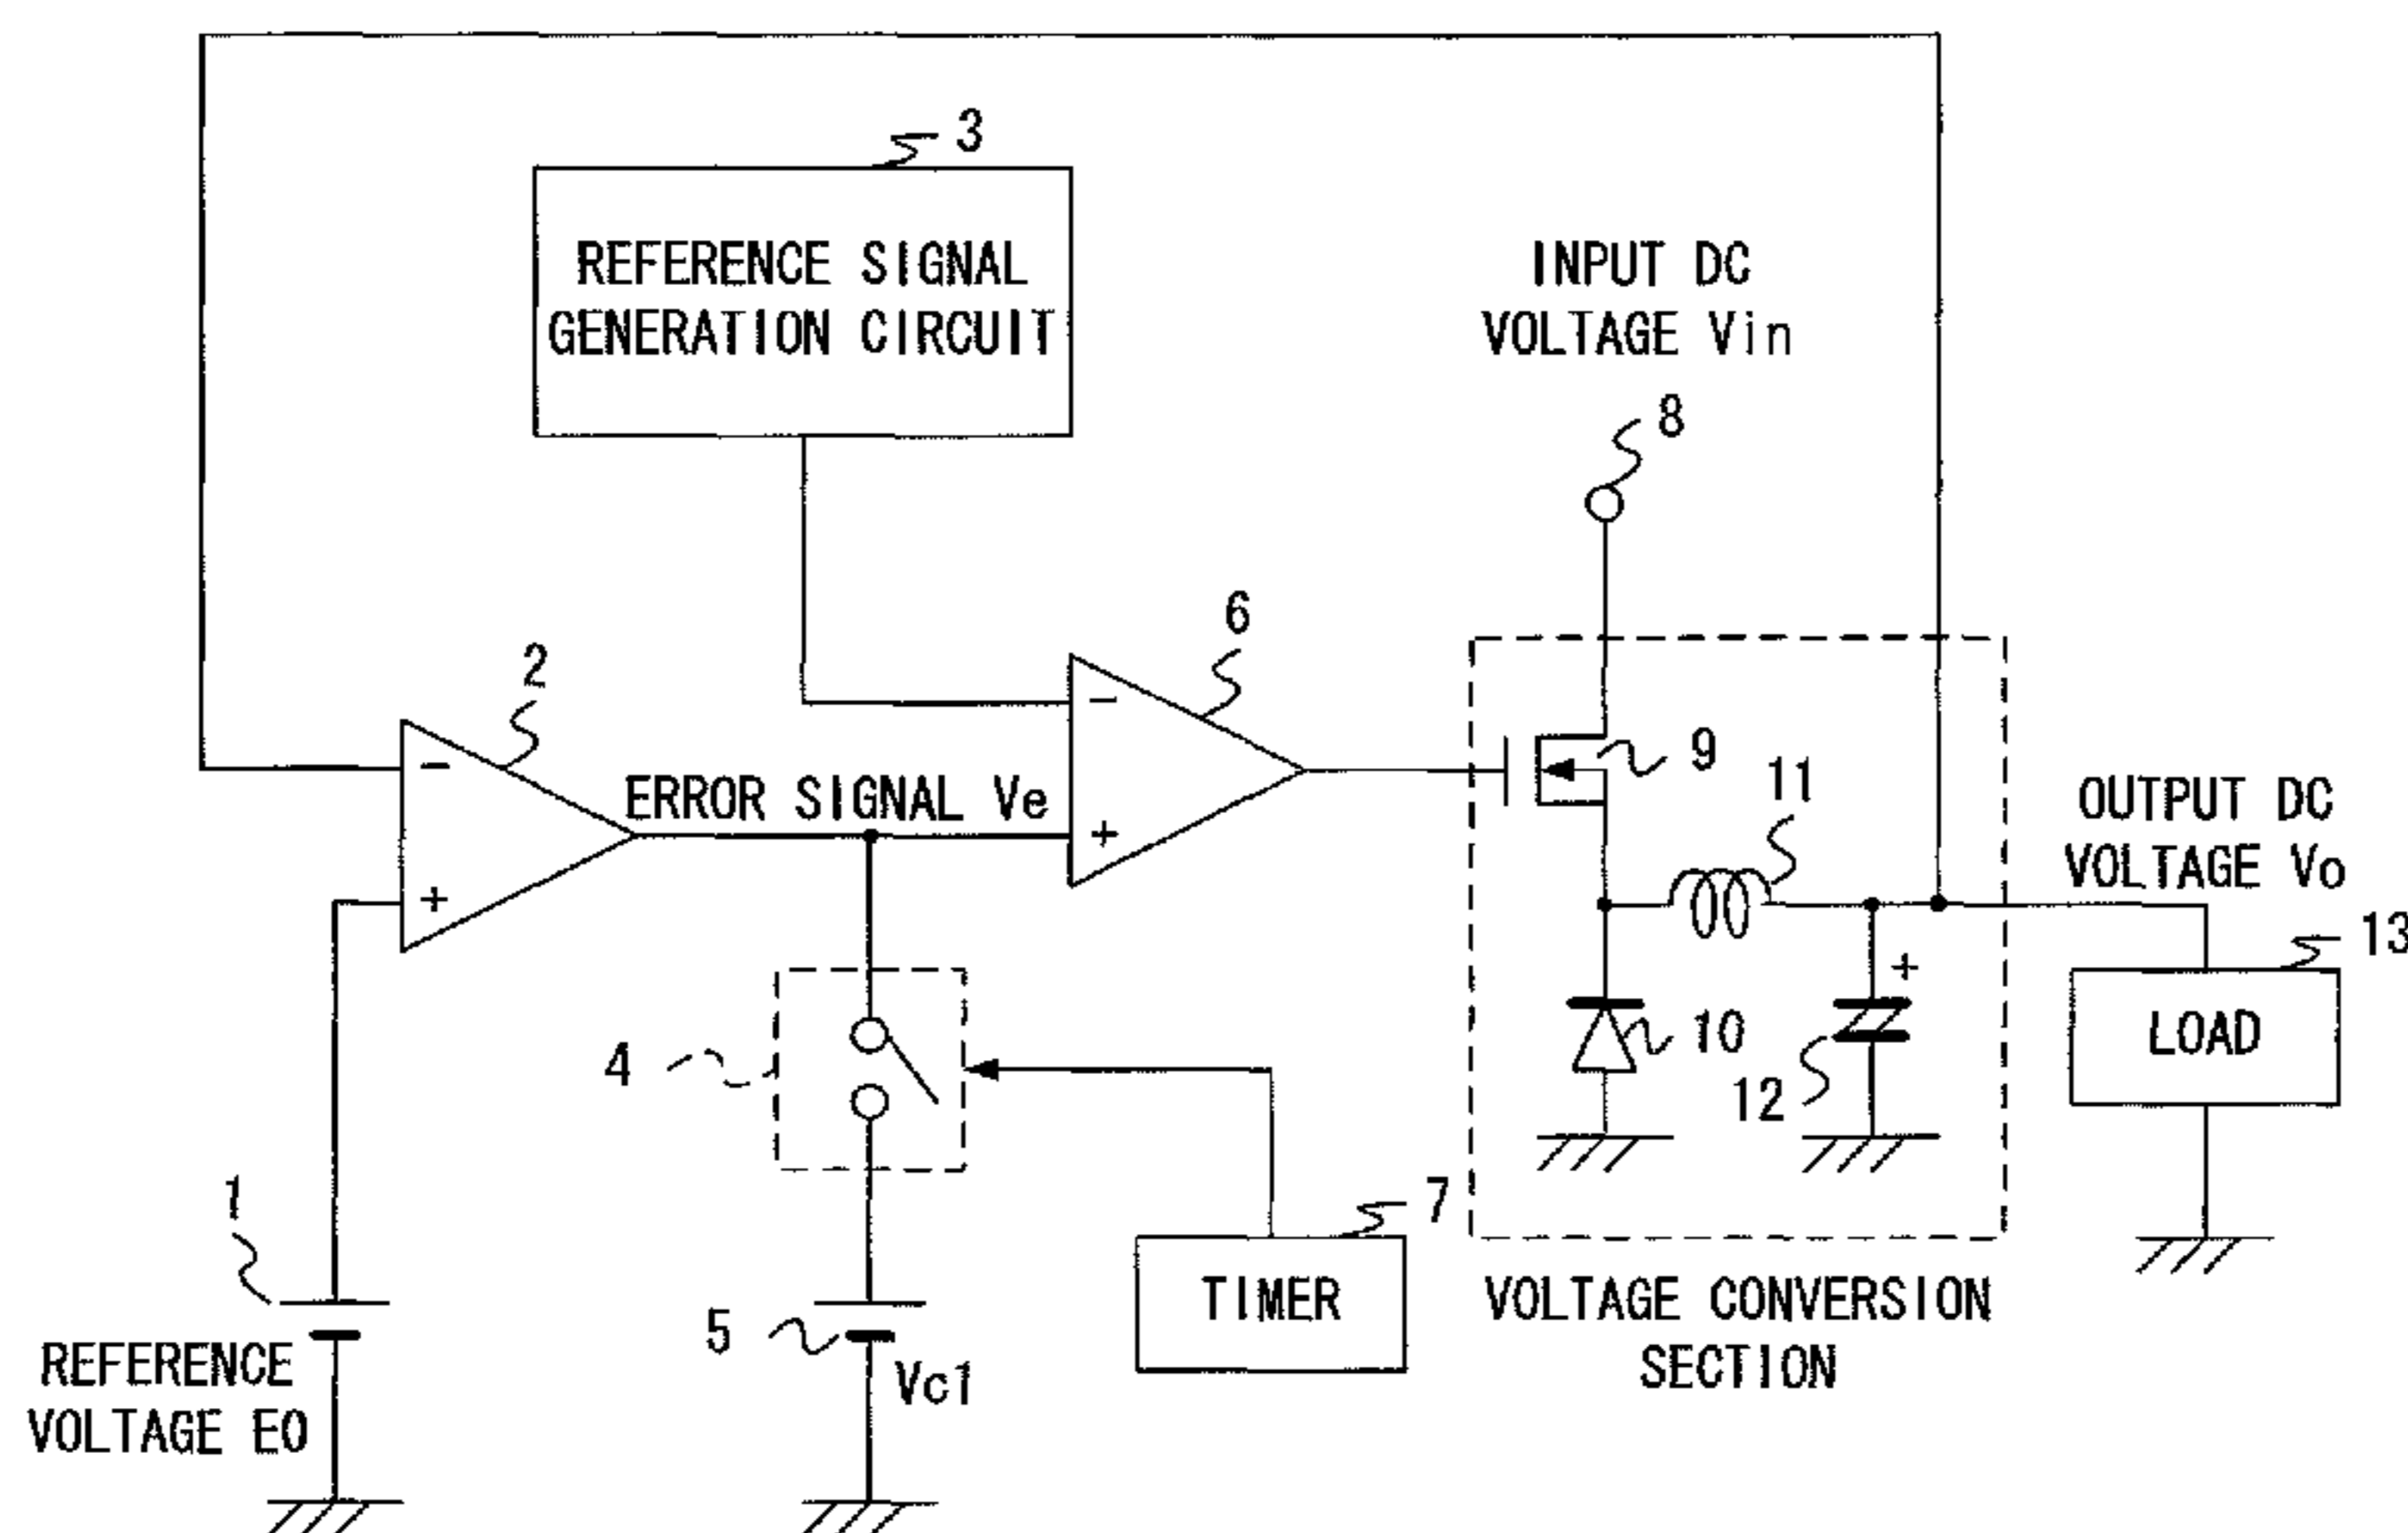 3
REFERENCE SIGNAL
GENERATION CIRCUIT
INPUT DC
VOLTAGE Vin
8
6
2
-
-
9
11
ERROR SIGNAL Ve
+
+
OUTPUT DC
VOLTAGE Vo
13
+
LOAD
4
10
12
1
7
TIMER
5
VOLTAGE CONVERSION
SECTION
REFERENCE
VOLTAGE E0
Vc1